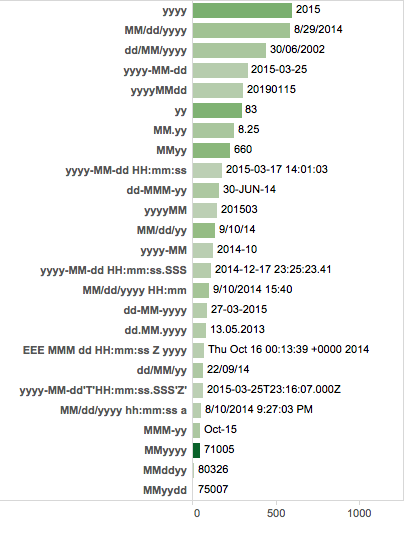 yyyy 2015
MM/dd/yyyy 8/29/2014
dd/MM/yyyy 30/06/2002
yyyy-MM-dd 2015-03-25
yyyyMMdd 20190115
yy 83
MM.yy 8.25
MMyy 660
yyyy-MM-dd HH:mm:ss 2015-03-17 14:01:03
dd-MMM-yy 30-JUN-14
yyyyMM 201503
MM/dd/yy 9/10/14
yyyy-MM 2014-10
yyyy-MM-dd HH:mm:ss.SSS 2014-12-17 23:25:23.41
MM/dd/yyyy HH:mm 9/10/2014 15:40
dd-MM-yyyy 27-03-2015
dd.MM.yyyy 13.05.2013
EEE MMM dd HH:mm:ss Z yyyy Thu Oct 16 00:13:39 +0000 2014
dd/MM/yy 22/09/14
yyyy-MM-dd'T'HH:mm:ss.SSS'Z' 2015-03-25T23:16:07.000Z
MM/dd/yyyy hh:mm:ss a 8/10/2014 9:27:03 PM
MMM-yy Oct-15
MMyyyy 71005
MMddyy 80326
MMyydd 75007
0 500 1000